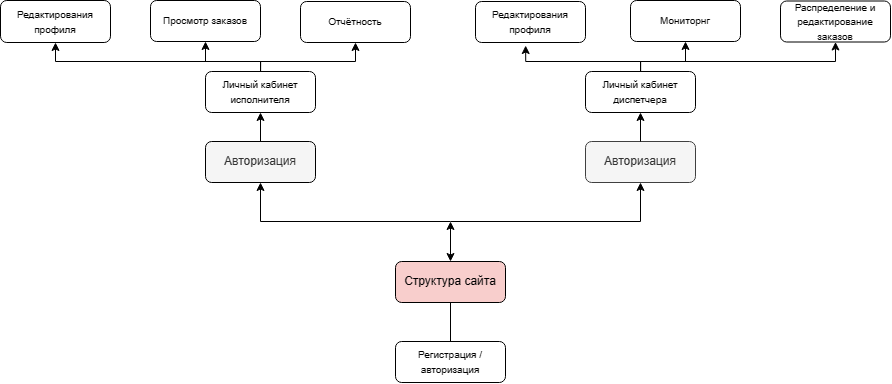 Редактирования
профиля
Просмотр заказов
Отчётность
Редактирования
профиля
Мониторнг
Распределение и
редактирование
заказов
Личный кабинет
исполнителя
Личный кабинет
диспетчера
Авторизация
Авторизация
Структура сайта
Регистрация /
авторизация